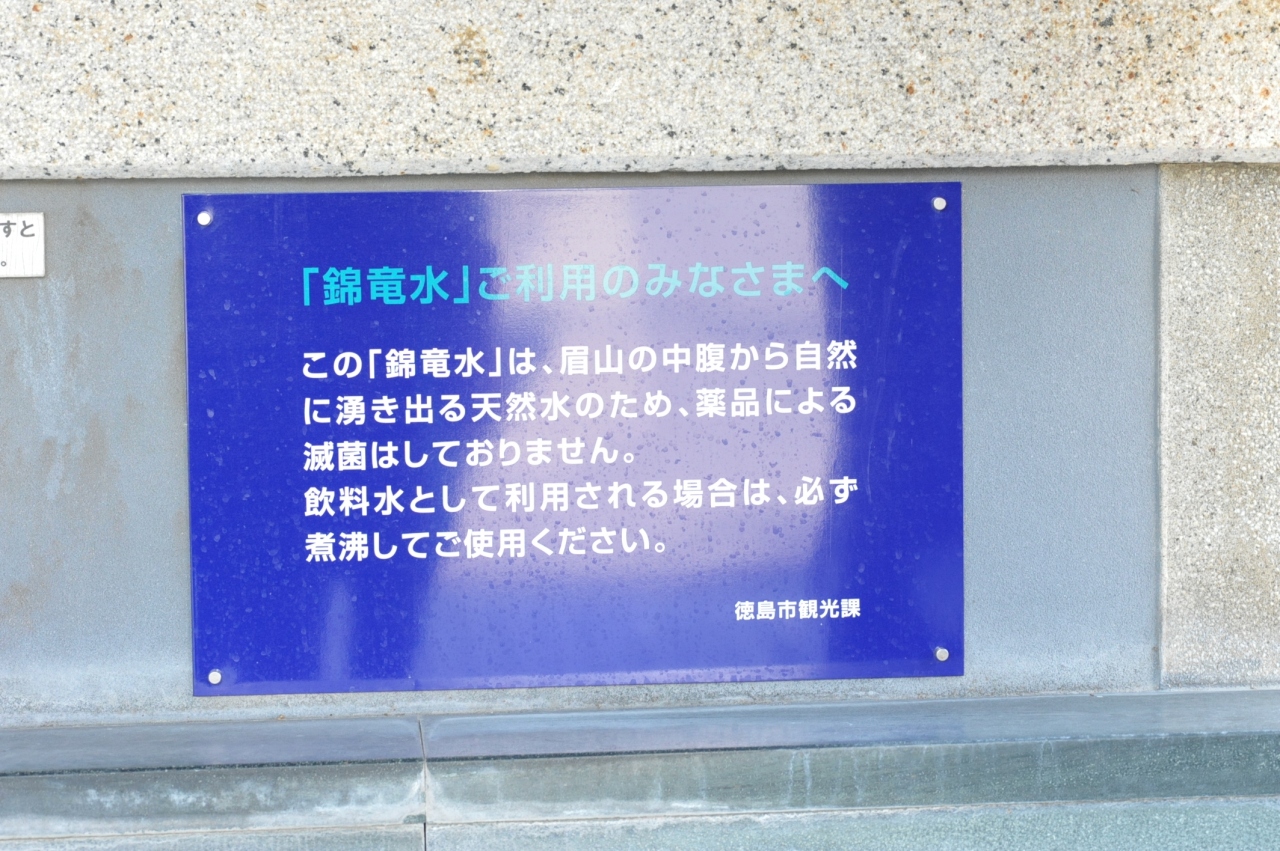 「錦竜水」ご利用のみなさまへ
この「錦竜水」は、眉山の中腹から自然
に湧き出る天然水のため、薬品による
滅菌はしておりません。
飲料水として利用される場合は、必ず
煮沸してご使用ください。
徳島市観光課
すと
。